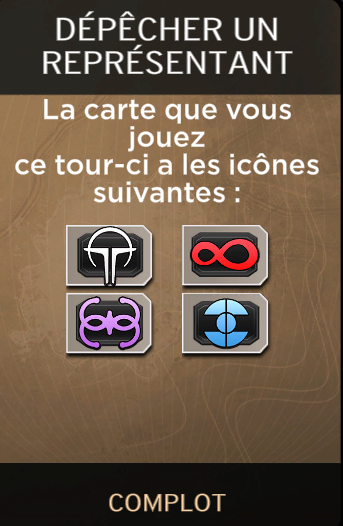 DÉPÊCHER UN
REPRÉSENTANT
La carte que vous
jouez
ce tour-ci a les icônes
suivantes :
COMPLOT